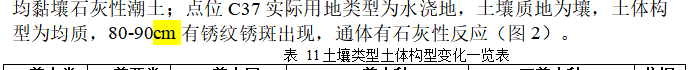 均黏壤石灰性潮土；点位 C37 实际用地类型为水浇地，土壤质地为壤，土体构
型为均质，80-90cm 有锈纹锈斑出现，通体有石灰性反应（图 2）。
表 11 土壤类型土体构型变化一览表